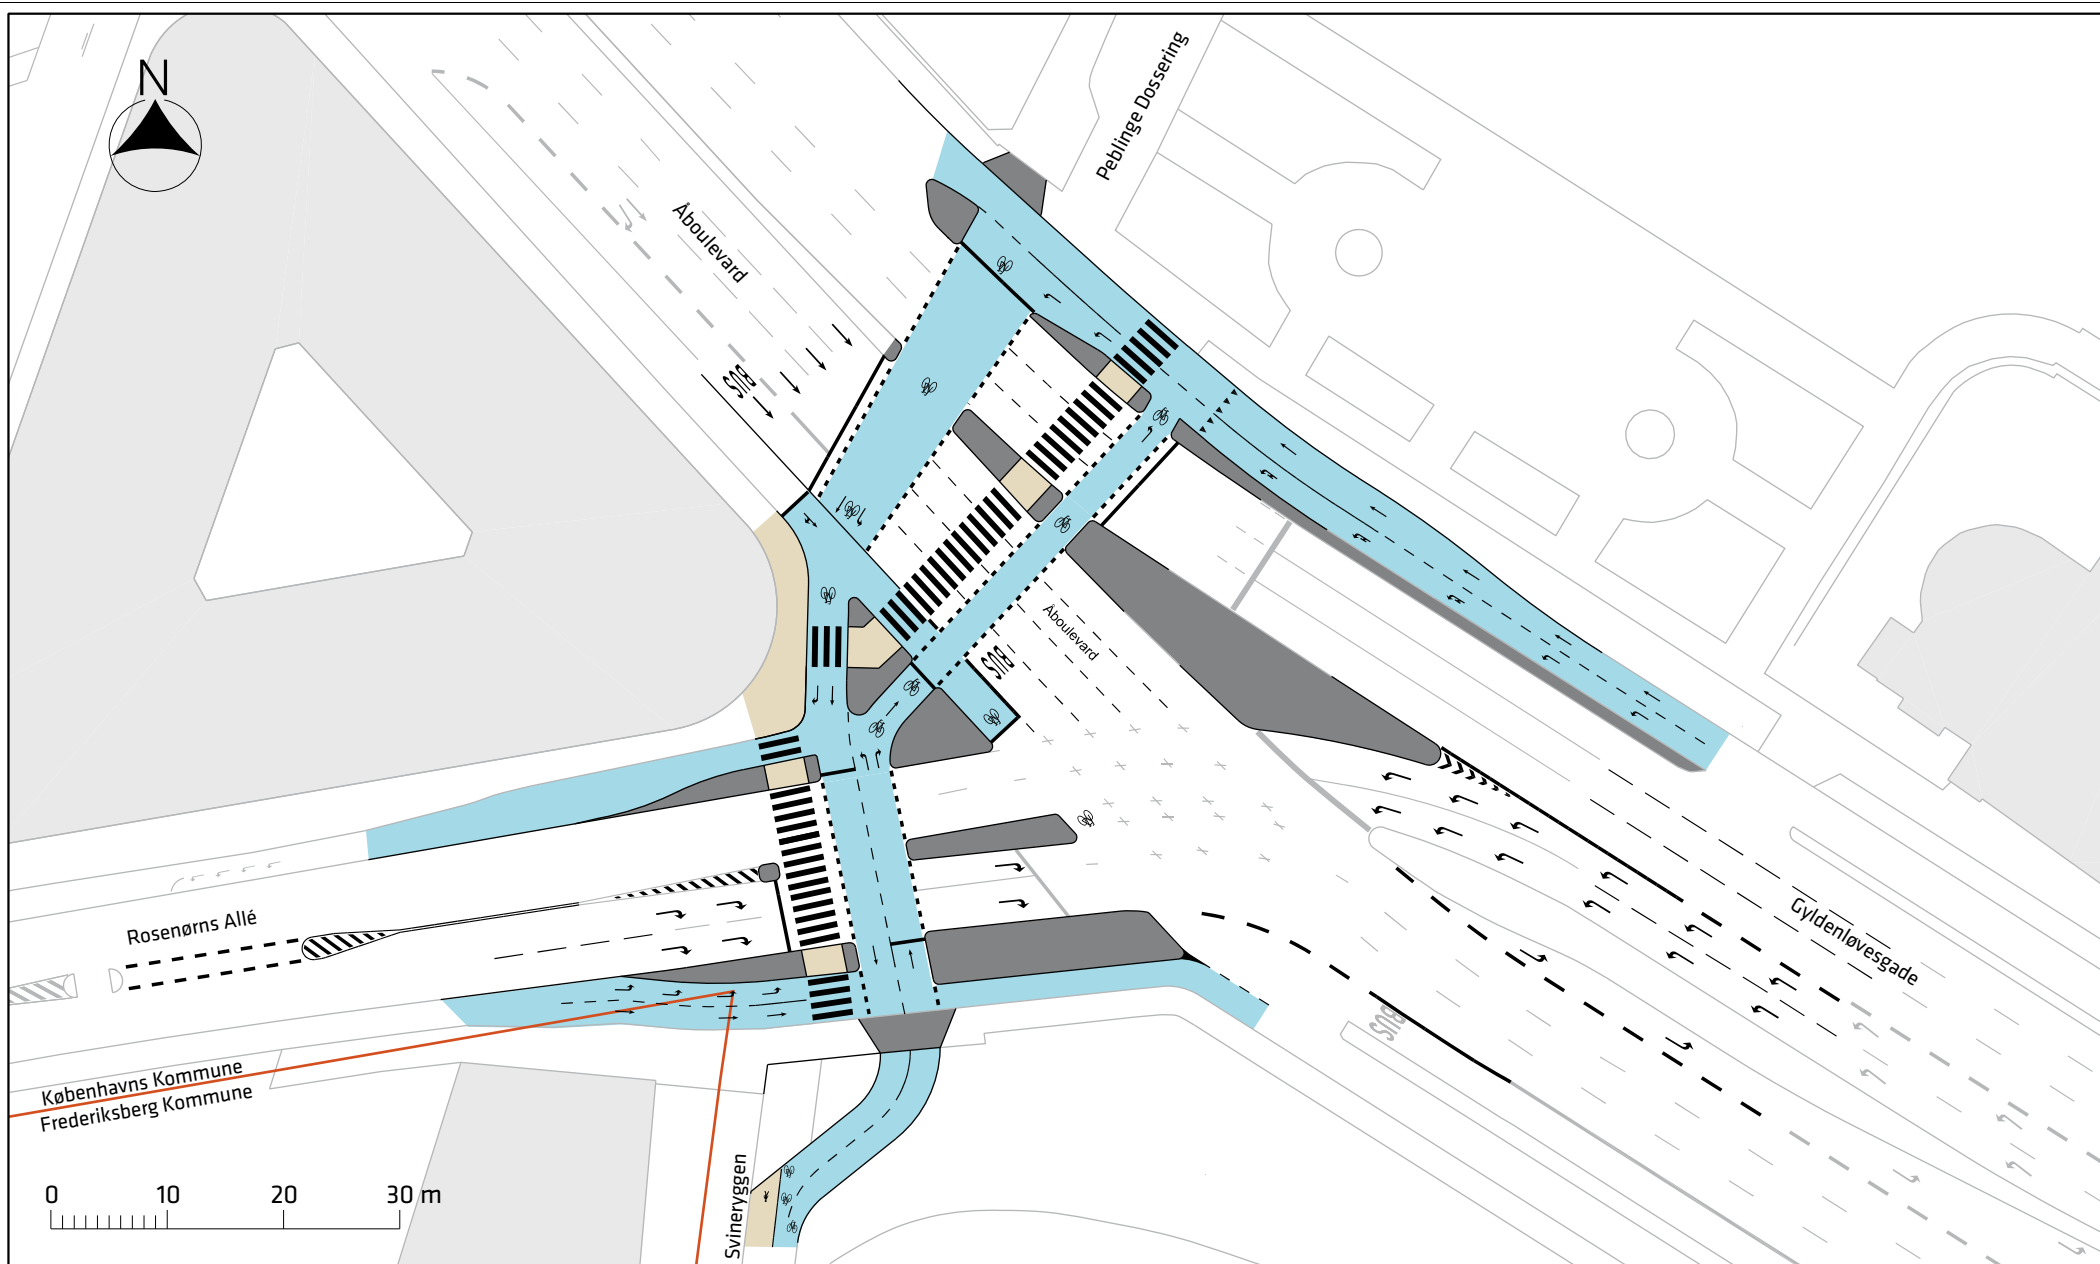 N
Peblinge Dossering
Åboulevard
BUS
Åboulevard
BUS
Gyldenløvesgade
Rosenørns Allé
BUS
Københavns Kommune
Frederiksberg Kommune
Svineryggen
0 10 20 30 m